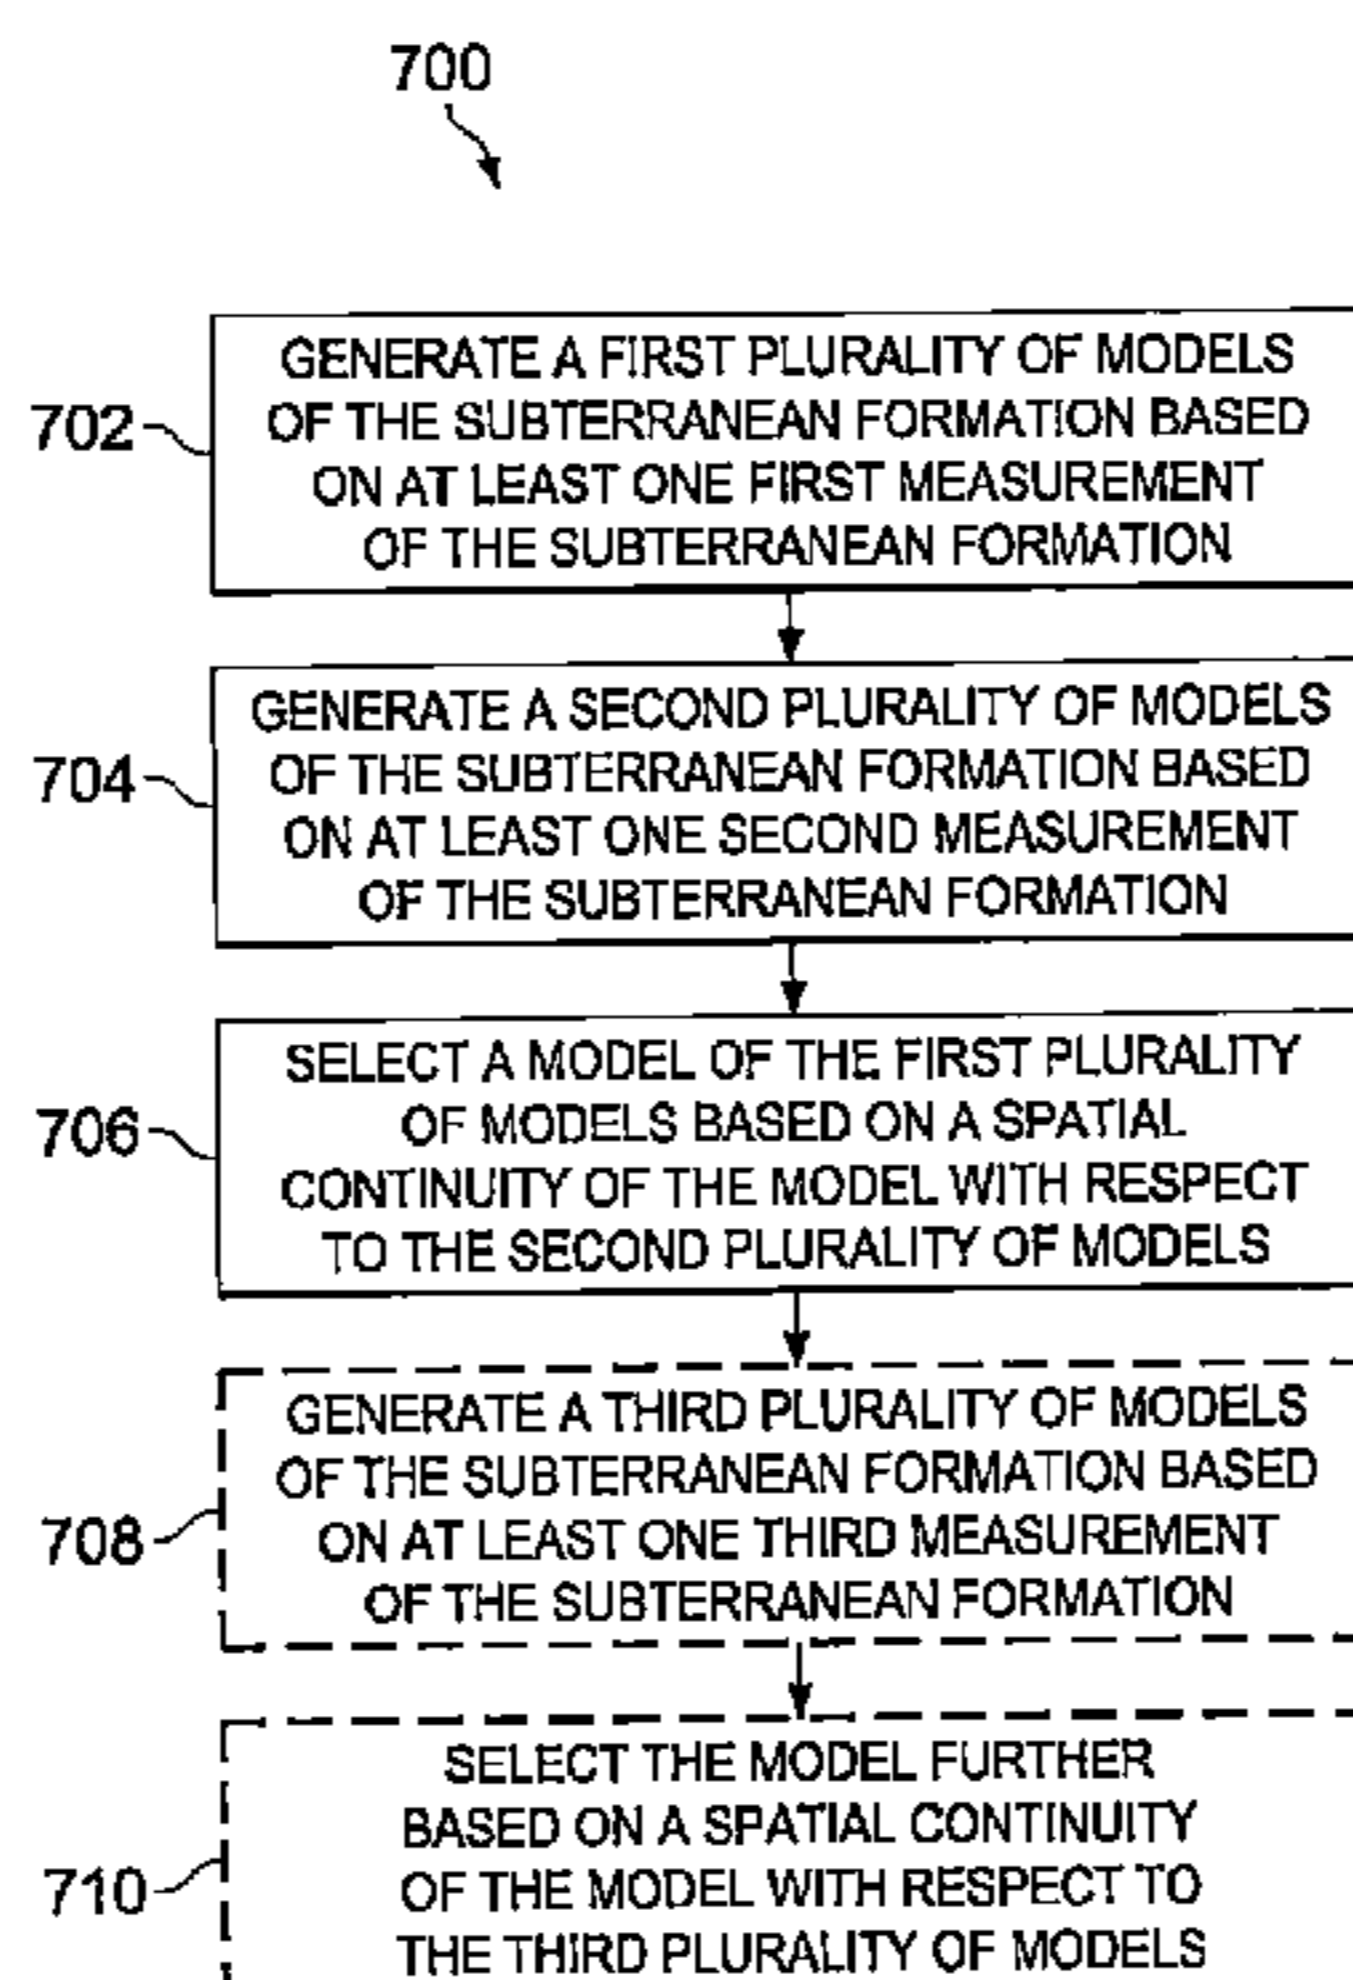 700
702
GENERATE A FIRST PLURALITY OF MODELS
OF THE SUBTERRANEAN FORMATION BASED
ON AT LEAST ONE FIRST MEASUREMENT
OF THE SUBTERRANEAN FORMATION
704
GENERATE A SECOND PLURALITY OF MODELS
OF THE SUBTERRANEAN FORMATION BASED
ON AT LEAST ONE SECOND MEASUREMENT
OF THE SUBTERRANEAN FORMATION
706
SELECT A MODEL OF THE FIRST PLURALITY
OF MODELS BASED ON A SPATIAL
CONTINUITY OF THE MODEL WITH RESPECT
TO THE SECOND PLURALITY OF MODELS
708
GENERATE A THIRD PLURALITY OF MODELS
OF THE SUBTERRANEAN FORMATION BASED
ON AT LEAST ONE THIRD MEASUREMENT
OF THE SUBTERRANEAN FORMATION
710
SELECT THE MODEL FURTHER
BASED ON A SPATIAL CONTINUITY
OF THE MODEL WITH RESPECT TO
THE THIRD PLURALITY OF MODELS